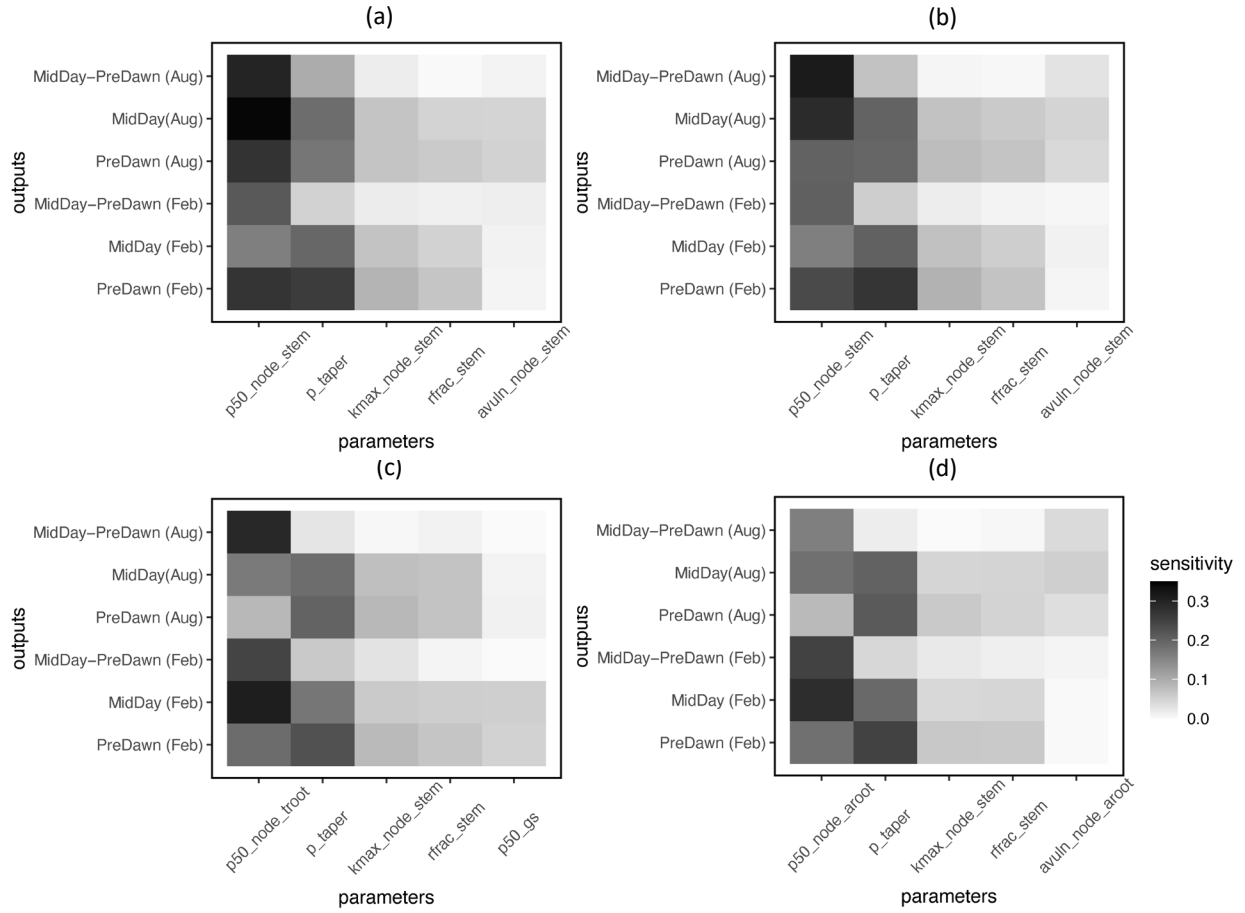 (a)
outputs
MidDay−PreDawn (Aug)
MidDay(Aug)
PreDawn (Aug)
MidDay−PreDawn (Feb)
MidDay (Feb)
PreDawn (Feb)
p50_node_stem
p_taper
kmax_node_stem
rfrac_stem
avuln_node_stem
parameters
(b)
outputs
MidDay−PreDawn (Aug)
MidDay(Aug)
PreDawn (Aug)
MidDay−PreDawn (Feb)
MidDay (Feb)
PreDawn (Feb)
p50_node_stem
p_taper
kmax_node_stem
rfrac_stem
avuln_node_stem
parameters
(c)
outputs
MidDay−PreDawn (Aug)
MidDay(Aug)
PreDawn (Aug)
MidDay−PreDawn (Feb)
MidDay (Feb)
PreDawn (Feb)
p50_node_troot
p_taper
kmax_node_stem
rfrac_stem
p50_gs
parameters
(d)
outputs
MidDay−PreDawn (Aug)
MidDay(Aug)
PreDawn (Aug)
MidDay−PreDawn (Feb)
MidDay (Feb)
PreDawn (Feb)
p50_node_aroot
p_taper
kmax_node_stem
rfrac_stem
avuln_node_aroot
parameters
sensitivity
0.3
0.2
0.1
0.0